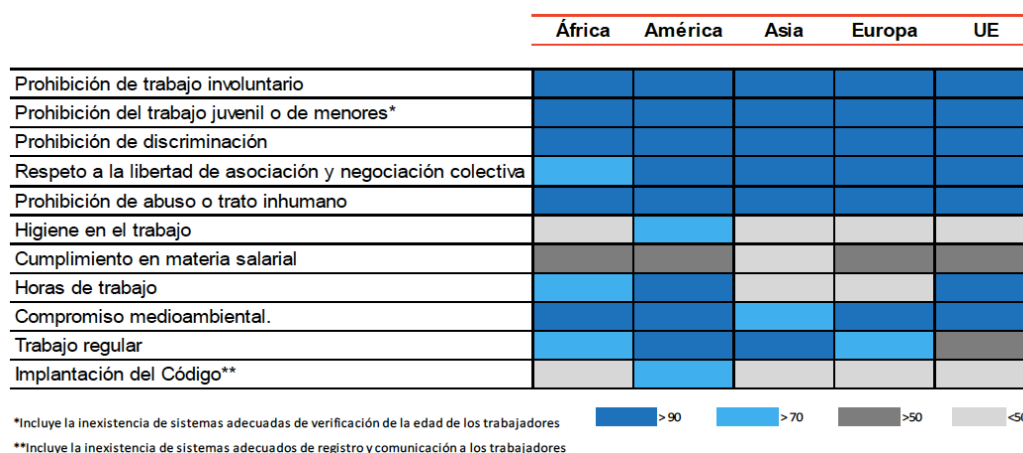 África América Asia Europa UE
Prohibición de trabajo involuntario
Prohibición del trabajo juvenil o de menores*
Prohibición de discriminación
Respeto a la libertad de asociación y negociación colectiva
Prohibición de abuso o trato inhumano
Higiene en el trabajo
Cumplimiento en materia salarial
Horas de trabajo
Compromiso medioambiental.
Trabajo regular
Implantación del Código**
*Incluye la inexistencia de sistemas adecuadas de verificación de la edad de los trabajadores > 90 > 70 >50 <50
**Incluye la inexistencia de sistemas adecuados de registro y comunicación a los trabajadores